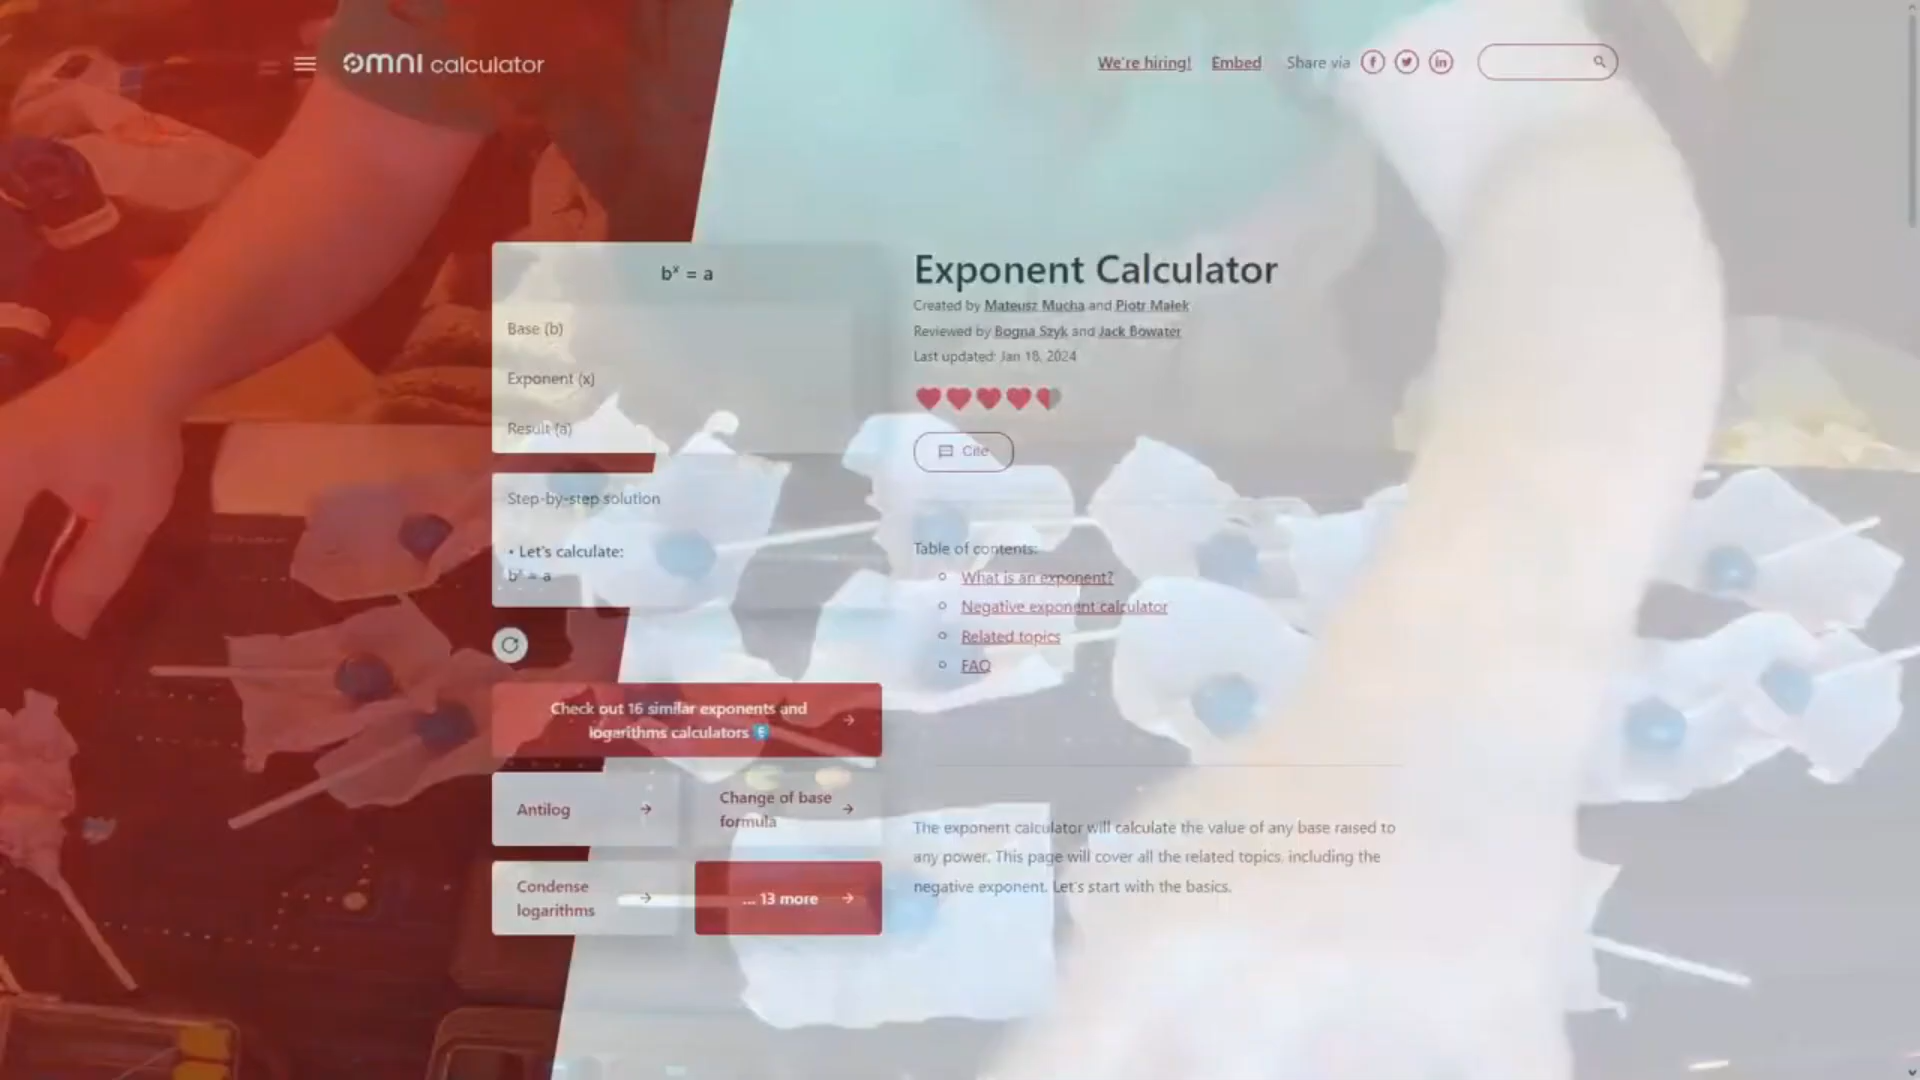 OMNI calculator
We're hiring!
Embed
Share via
bˣ = a
Base (b)
Exponent (x)
Result (a)
Step-by-step solution
• Let's calculate:
bˣ = a
Check out 16 similar exponents and
logarithms calculators
Antilog
Change of base
formula
Condense
logarithms
... 13 more
Exponent Calculator
Created by Mateusz Mucha and Piotr Małek
Reviewed by Bogna Szyk and Jack Bowater
Last updated: Jan 18, 2024
Cite
Table of contents:
What is an exponent?
Negative exponent calculator
Related topics
FAQ
The exponent calculator will calculate the value of any base raised to
any power. This page will cover all the related topics, including the
negative exponent. Let's start with the basics.